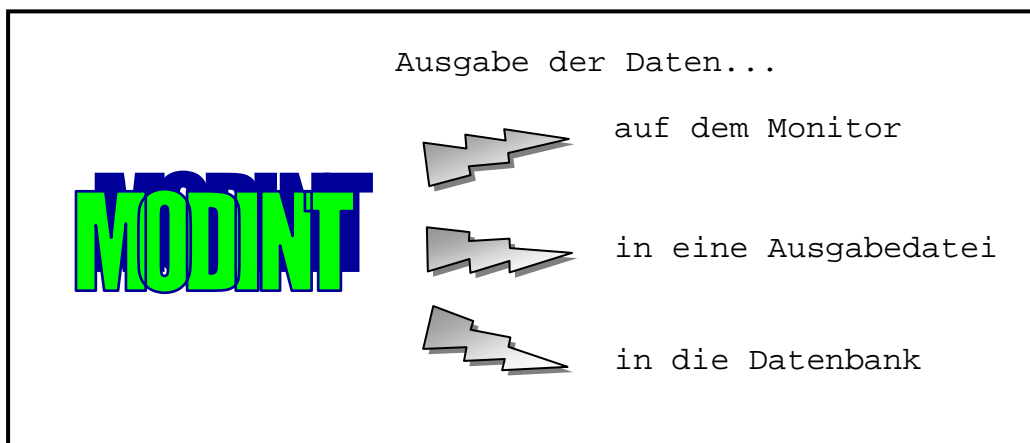 Ausgabe der Daten...
auf dem Monitor
MODINT
in eine Ausgabedatei
in die Datenbank